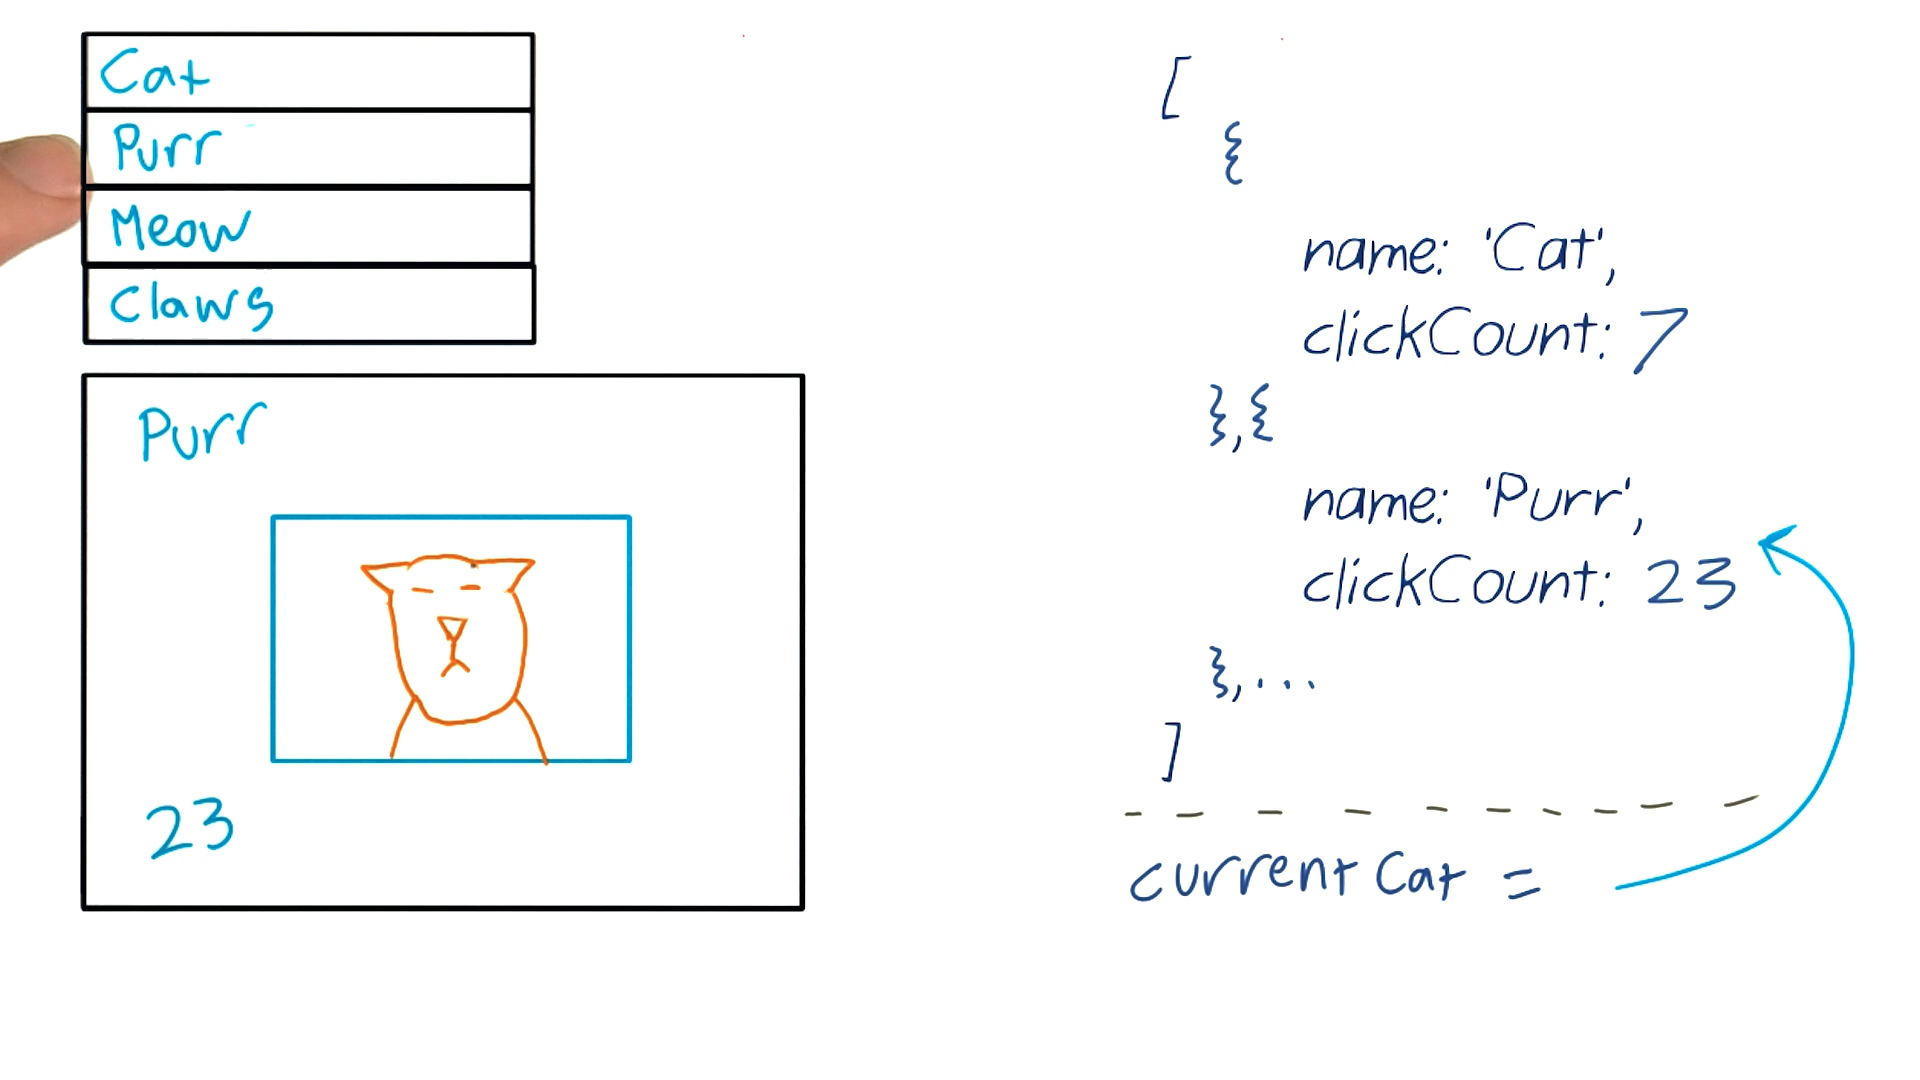 Cat
Purr
Meow
Claws
Purr
23
[
{
name: 'Cat',
clickCount: 7
},{
name: 'Purr',
clickCount: 23
},...
]
currentCat =